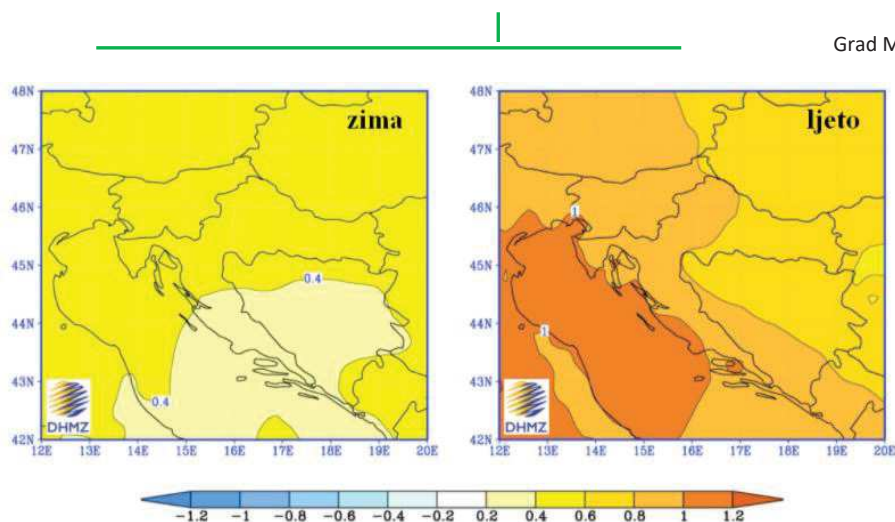 Grad M
48N
47N
46N
45N
44N
43N
42N
12E 13E 14E 15E 16E 17E 18E 19E 20E
zima
0.4
0.4
DHMZ
48N
47N
46N
45N
44N
43N
42N
12E 13E 14E 15E 16E 17E 18E 19E 20E
ljeto
1
1
DHMZ
-1.2 -1 -0.8 -0.6 -0.4 -0.2 0.2 0.4 0.6 0.8 1 1.2